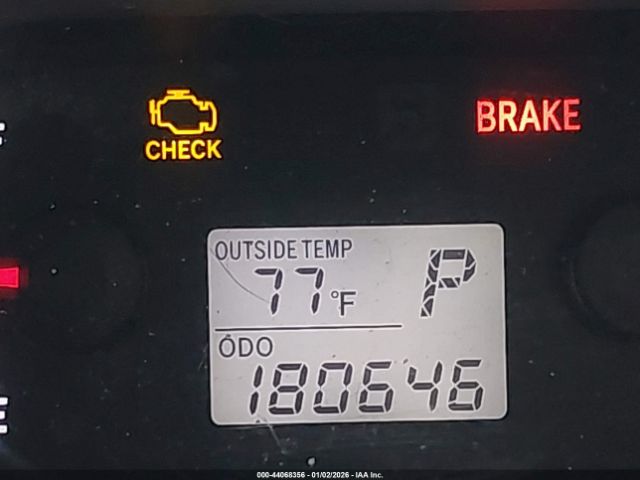 CHECK
BRAKE
OUTSIDE TEMP
77°F P
ODO
180646
E
000-44068356 - 01/02/2026 - IAA Inc.